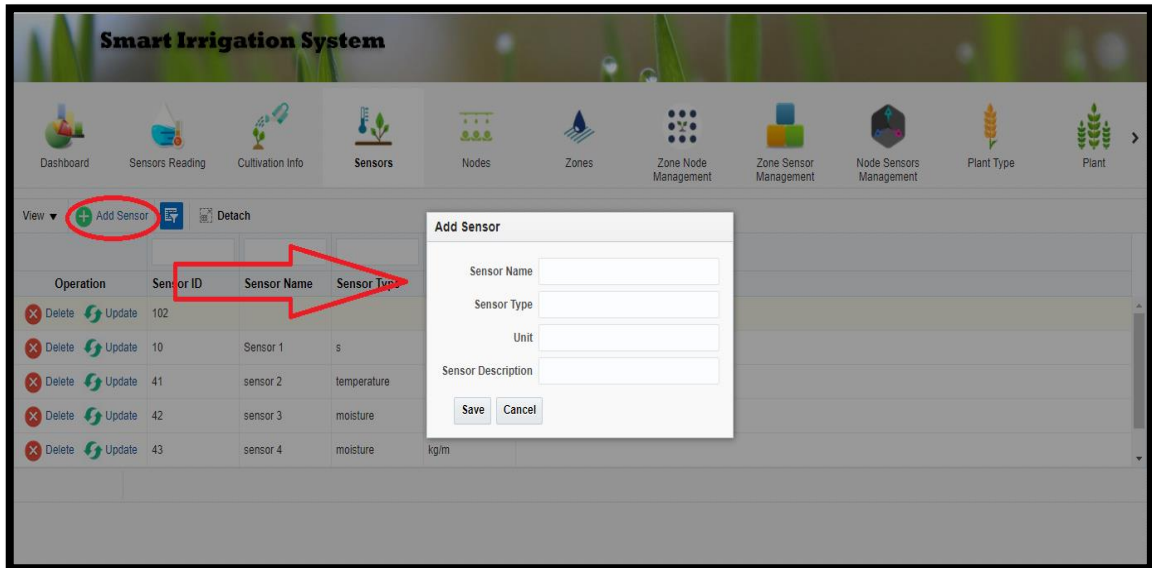 Smart Irrigation System
Dashboard
Sensors Reading
Cultivation Info
Sensors
Nodes
Zones
Zone Node
Management
Zone Sensor
Management
Node Sensors
Management
Plant Type
Plant
View Add Sensor Detach
Operation Sensor ID Sensor Name Sensor Type
Delete Update 102
Delete Update 10 Sensor 1 s
Delete Update 41 sensor 2 temperature
Delete Update 42 sensor 3 moisture
Delete Update 43 sensor 4 moisture kg/m
Add Sensor
Sensor Name
Sensor Type
Unit
Sensor Description
Save Cancel